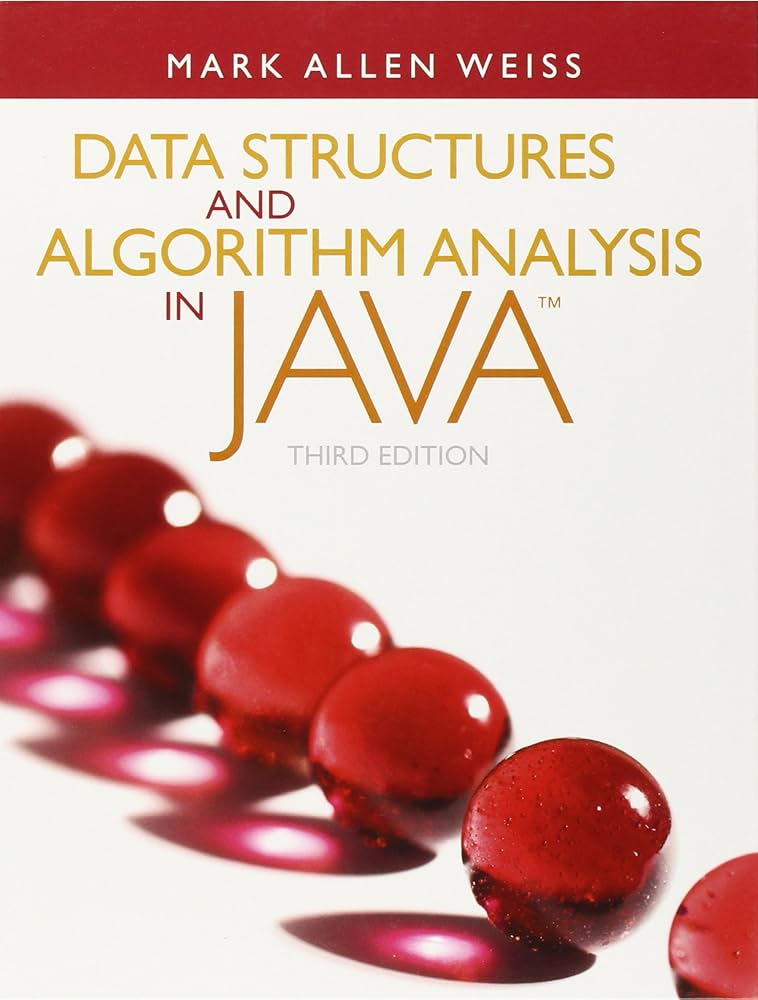 MARK ALLEN WEISS
DATA STRUCTURES
AND
ALGORITHM ANALYSIS
IN JAVA™
THIRD EDITION